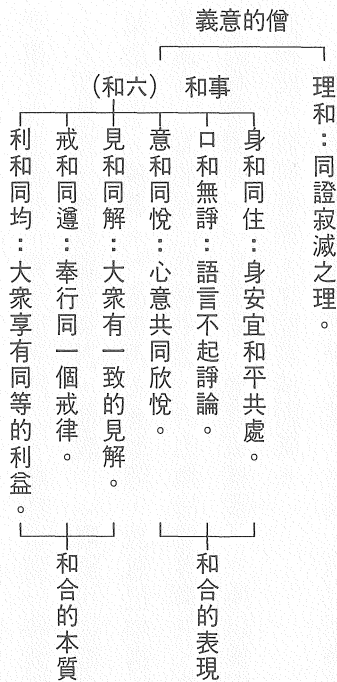 義意的僧
理和：同證寂滅之理。
和事
（和六）
身和同住：身安宜和平共處。
口和無諍：語言不起諍論。
意和同悅：心意共同欣悅。
見和同解：大衆有一致的見解。
戒和同遵：奉行同一個戒律。
利和同均：大衆享有同等的利益。
和合的表現
和合的本質